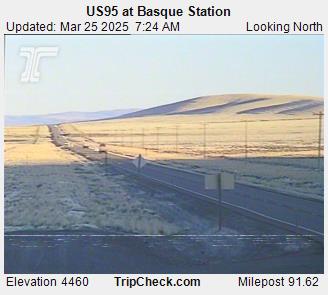 US95 at Basque Station
Updated: Mar 25 2025 7:24 AM Looking North
Elevation 4460 TripCheck.com Milepost 91.62